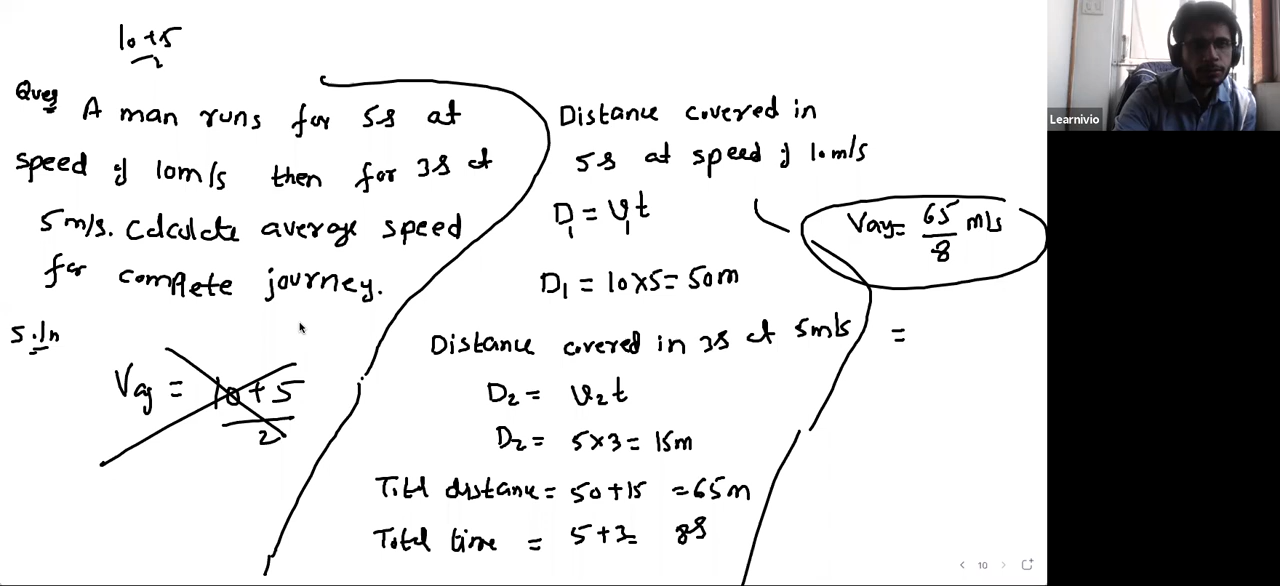 10+5
2
Ques A man runs for 5s at
speed of 10m/s then for 3s at
5m/s. Calculate average speed
for complete journey.
Soln
Vav = 10+5
2
Distance covered in
5s at speed of 10m/s
D1 = v1t
D1 = 10×5= 50m
Distance covered in 3s at 5m/s
D2 = v2t
D2 = 5×3= 15m
Total distance = 50+15 =65m
Total time = 5+3= 8s
Vav= 65/8 m/s
=
Learnivio
< 10 >